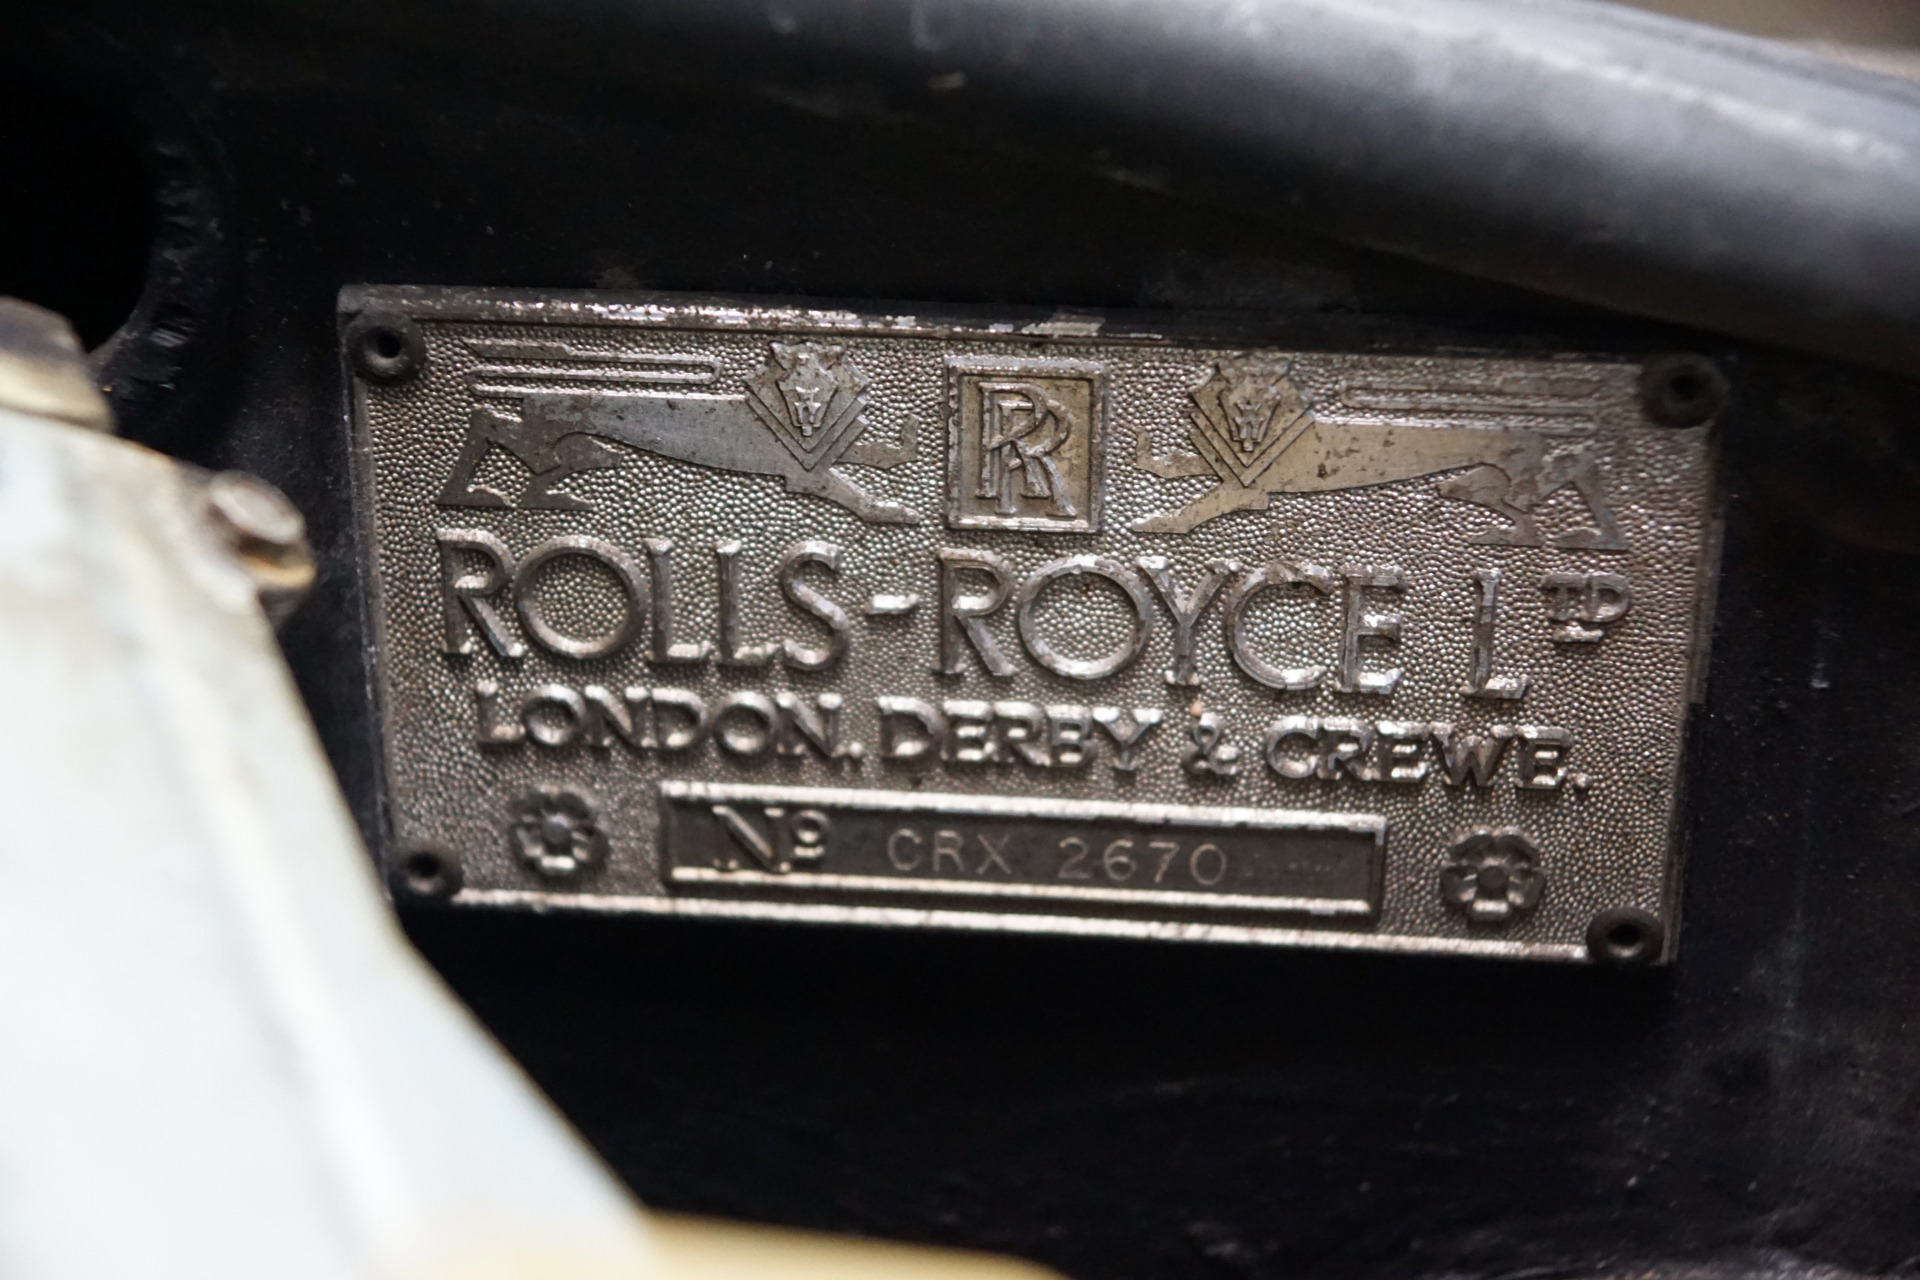 RR
ROLLS-ROYCE LTD
LONDON, DERBY & CREWE.
Nº CRX 2670